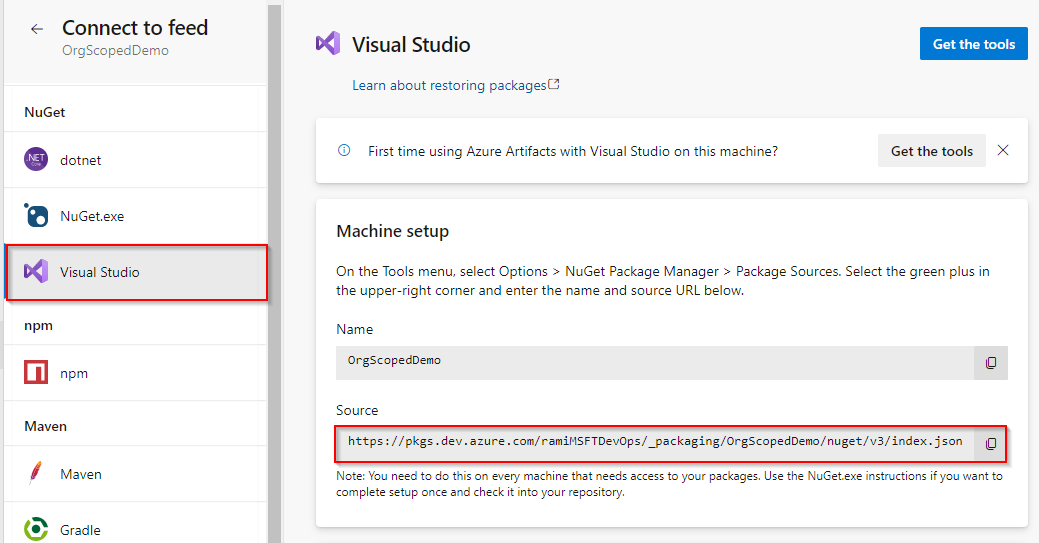 Connect to feed
OrgScopedDemo
NuGet
.NET
Core
dotnet
NuGet.exe
Visual Studio
npm
npm
Maven
Maven
Gradle
Visual Studio
Get the tools
Learn about restoring packages
First time using Azure Artifacts with Visual Studio on this machine?
Get the tools
Machine setup
On the Tools menu, select Options > NuGet Package Manager > Package Sources. Select the green plus in
the upper-right corner and enter the name and source URL below.
Name
OrgScopedDemo
Source
https://pkgs.dev.azure.com/ramiMSFTDevOps/_packaging/OrgScopedDemo/nuget/v3/index.json
Note: You need to do this on every machine that needs access to your packages. Use the NuGet.exe instructions if you want to
complete setup once and check it into your repository.